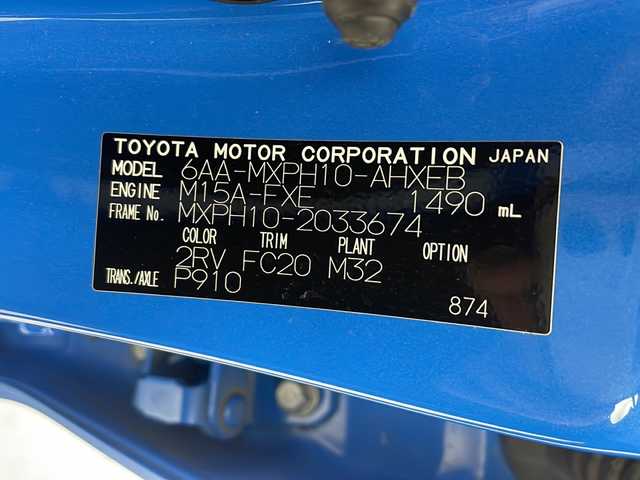 TOYOTA MOTOR CORPORATION JAPAN
MODEL 6AA-MXPH10-AHXEB
ENGINE M15A-FXE 1490 mL
FRAME No. MXPH10-2033674
COLOR TRIM PLANT OPTION
2RV FC20 M32
TRANS./AXLE P910
874